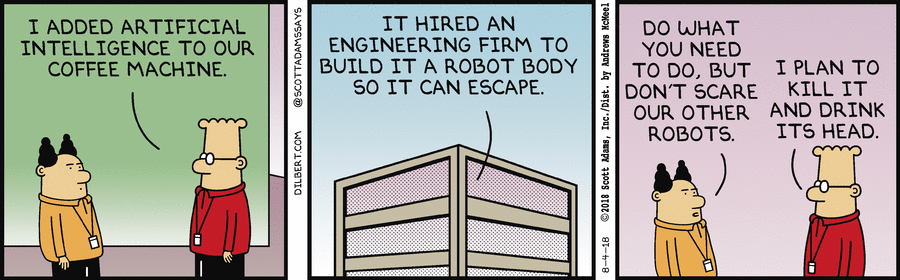 I ADDED ARTIFICIAL
INTELLIGENCE TO OUR
COFFEE MACHINE.
DILBERT.COM @SCOTTADAMSSAYS
IT HIRED AN
ENGINEERING FIRM TO
BUILD IT A ROBOT BODY
SO IT CAN ESCAPE.
8-4-18 ©2018 Scott Adams, Inc./Dist. by Andrews McMeel
DO WHAT
YOU NEED
TO DO, BUT
DON'T SCARE
OUR OTHER
ROBOTS.
I PLAN TO
KILL IT
AND DRINK
ITS HEAD.